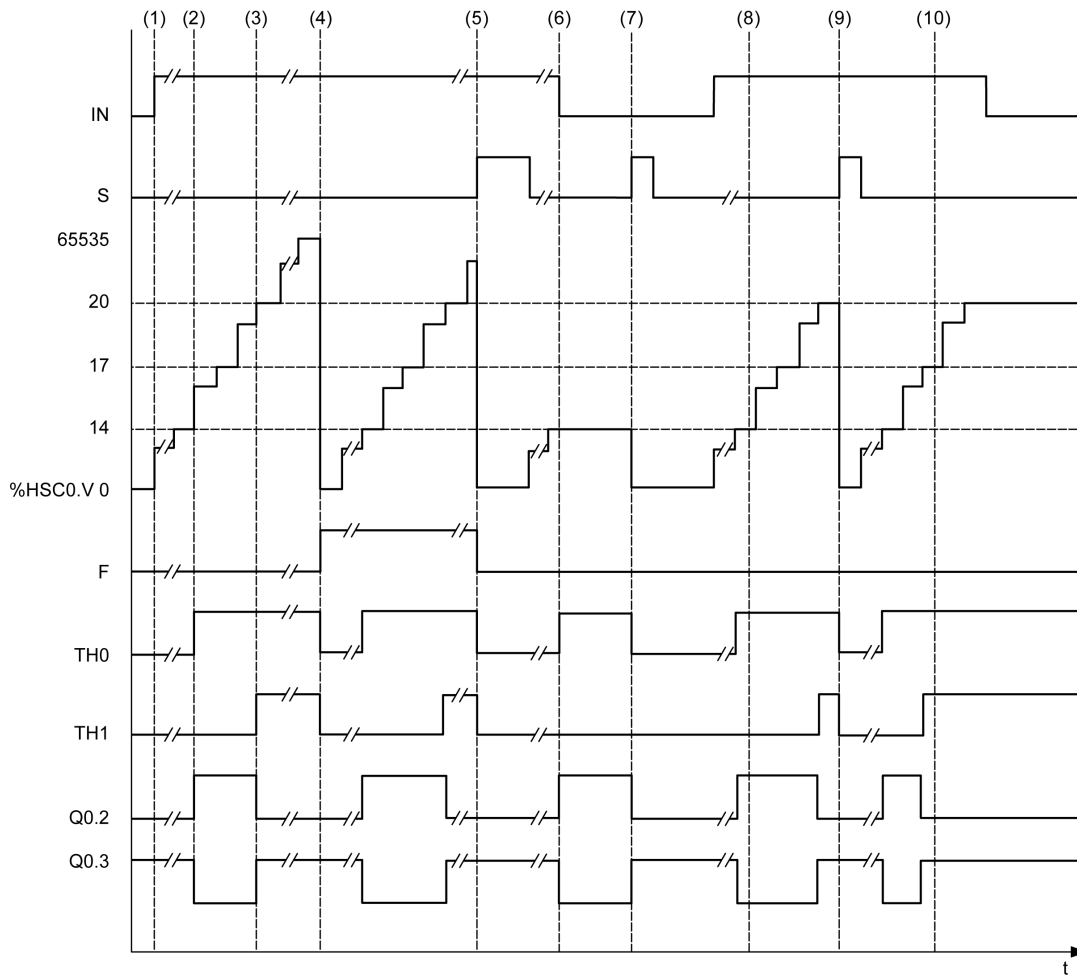 (1) (2) (3) (4) (5) (6) (7) (8) (9) (10)
IN
S
65535
20
17
14
%HSC0.V 0
F
TH0
TH1
Q0.2
Q0.3
t